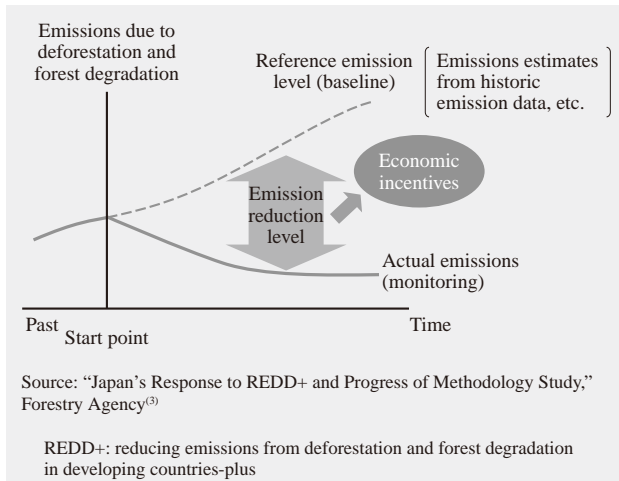 Emissions due to
deforestation and
forest degradation
Reference emission
level (baseline)
Emissions estimates
from historic
emission data, etc.
Economic
incentives
Emission
reduction
level
Actual emissions
(monitoring)
Past
Start point
Time
Source: “Japan’s Response to REDD+ and Progress of Methodology Study,”
Forestry Agency(3)
REDD+: reducing emissions from deforestation and forest degradation
in developing countries-plus